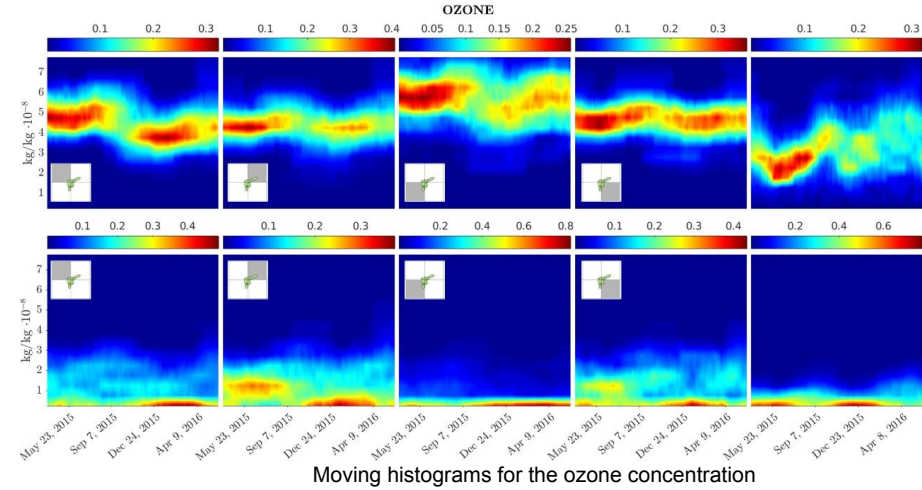 OZONE
0.1 0.2 0.3 0.1 0.2 0.3 0.4 0.05 0.1 0.15 0.2 0.25 0.1 0.2 0.3 0.1 0.2 0.3
kg/kg ·10⁻⁸
7
6
5
4
3
2
1
0.1 0.2 0.3 0.4 0.1 0.2 0.3 0.2 0.4 0.6 0.8 0.1 0.2 0.3 0.4 0.2 0.4 0.6
kg/kg ·10⁻⁸
7
6
5
4
3
2
1
May 23, 2015 Sep 7, 2015 Dec 24, 2015 Apr 9, 2016 May 23, 2015 Sep 7, 2015 Dec 24, 2015 Apr 9, 2016 May 23, 2015 Sep 7, 2015 Dec 24, 2015 Apr 9, 2016 May 23, 2015 Sep 7, 2015 Dec 24, 2015 Apr 9, 2016 May 23, 2015 Sep 7, 2015 Dec 23, 2015 Apr 8, 2016
Moving histograms for the ozone concentration